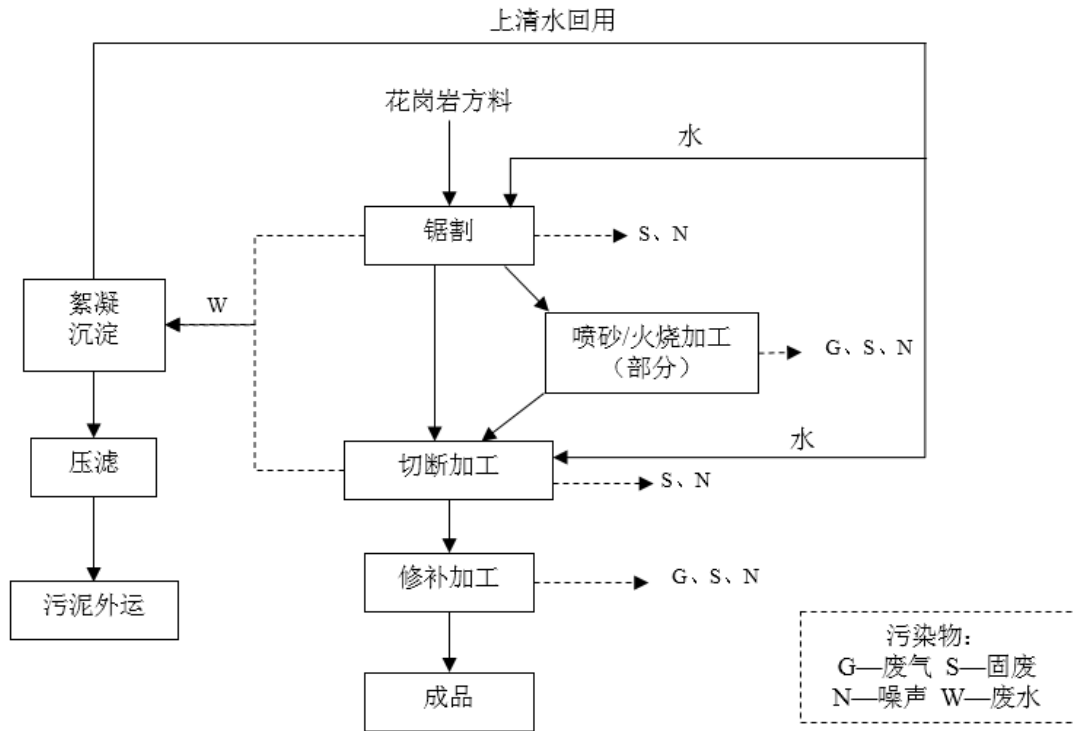 上清水回用
花岗岩方料
水
锯割
S、N
絮凝
沉淀
W
喷砂/火烧加工
（部分）
G、S、N
水
压滤
切断加工
S、N
修补加工
G、S、N
污泥外运
成品
污染物：
G—废气 S—固废
N—噪声 W—废水